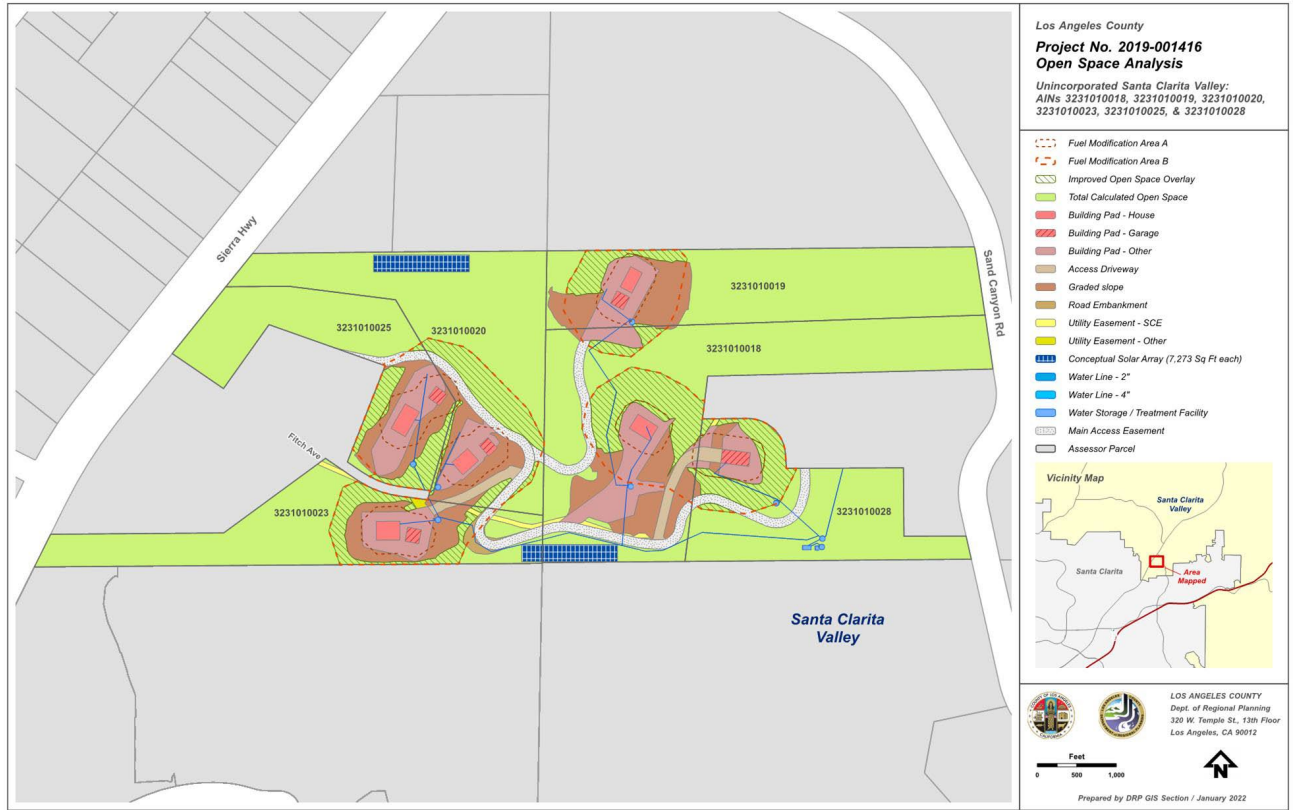 Los Angeles County
Project No. 2019-001416
Open Space Analysis
Unincorporated Santa Clarita Valley:
AINs 3231010018, 3231010019, 3231010020,
3231010023, 3231010025, & 3231010028
Fuel Modification Area A
Fuel Modification Area B
Improved Open Space Overlay
Total Calculated Open Space
Building Pad - House
Building Pad - Garage
Building Pad - Other
Access Driveway
Graded slope
Road Embankment
Utility Easement - SCE
Utility Easement - Other
Conceptual Solar Array (7,273 Sq Ft each)
Water Line - 2"
Water Line - 4"
Water Storage / Treatment Facility
Main Access Easement
Assessor Parcel
Vicinity Map
Santa Clarita
Valley
Santa Clarita
Area
Mapped
LOS ANGELES COUNTY
Dept. of Regional Planning
320 W. Temple St., 13th Floor
Los Angeles, CA 90012
Feet
0 500 1,000
N
Prepared by DRP GIS Section / January 2022
Sierra Hwy
Sand Canyon Rd
3231010019
3231010025
3231010020
3231010018
Fitch Ave
3231010023
3231010028
Santa Clarita
Valley